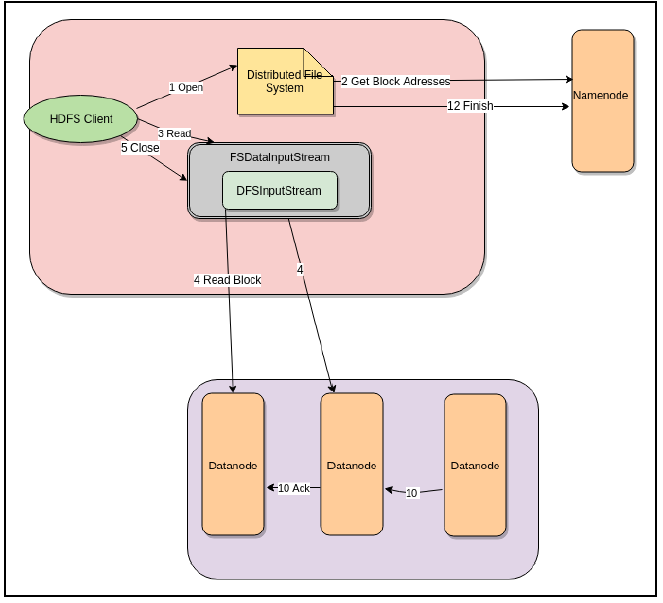 Distributed File
System
2 Get Block Adresses
1 Open
Namenode
12 Finish
HDFS Client
3 Read
5 Close
FSDataInputStream
DFSInputStream
4 Read Block
4
Datanode
Datanode
Datanode
10 Ack
10